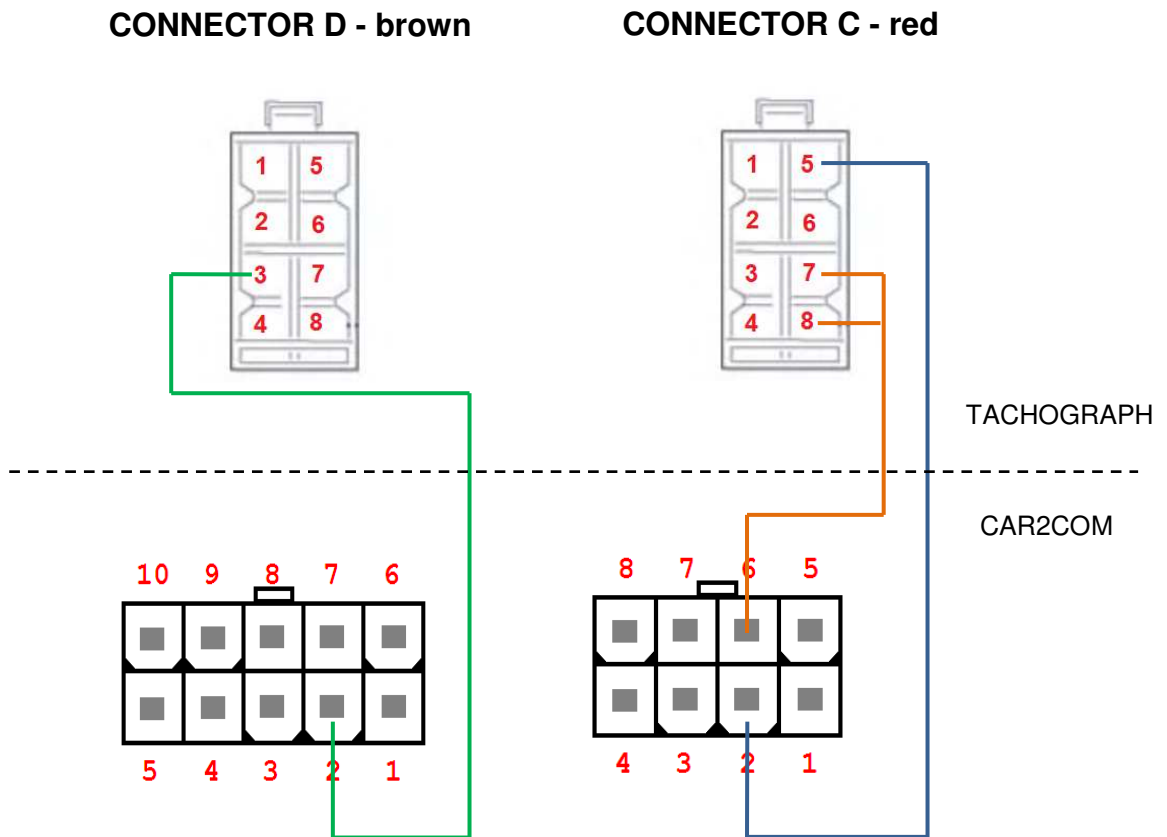 CONNECTOR D - brown
CONNECTOR C - red
1 5
2 6
3 7
4 8
1 5
2 6
3 7
4 8
TACHOGRAPH
CAR2COM
10 9 8 7 6
5 4 3 2 1
8 7 6 5
4 3 2 1